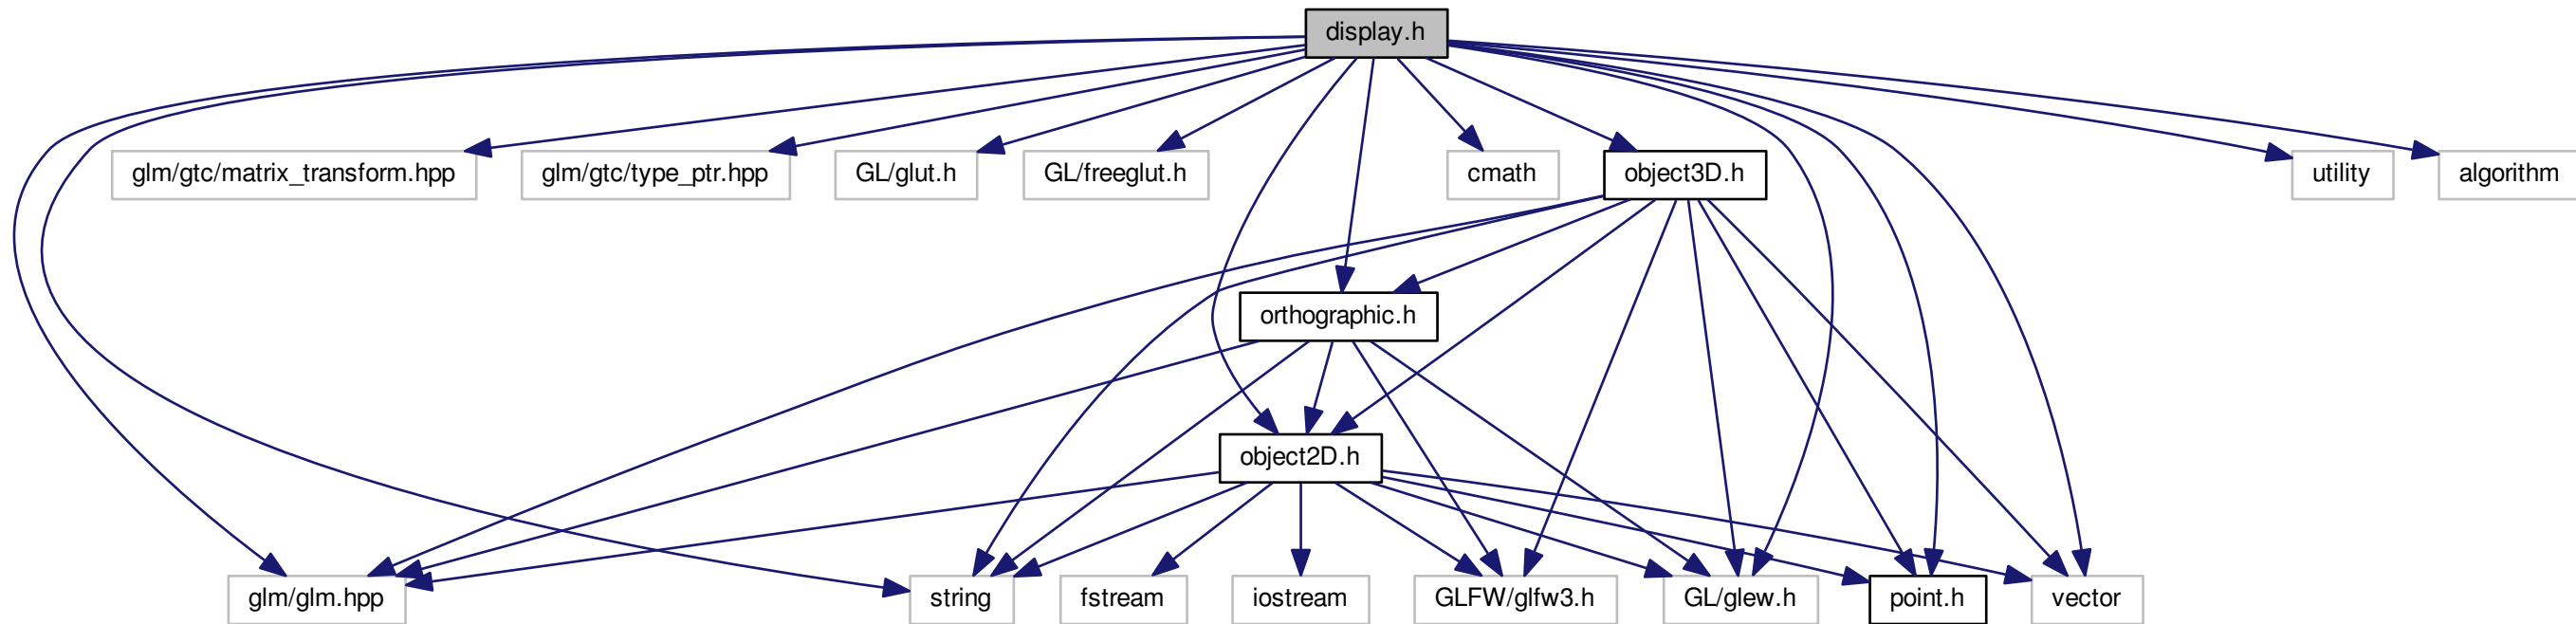 display.h
glm/gtc/matrix_transform.hpp
glm/gtc/type_ptr.hpp
GL/glut.h
GL/freeglut.h
cmath
object3D.h
utility
algorithm
orthographic.h
object2D.h
glm/glm.hpp
string
fstream
iostream
GLFW/glfw3.h
GL/glew.h
point.h
vector